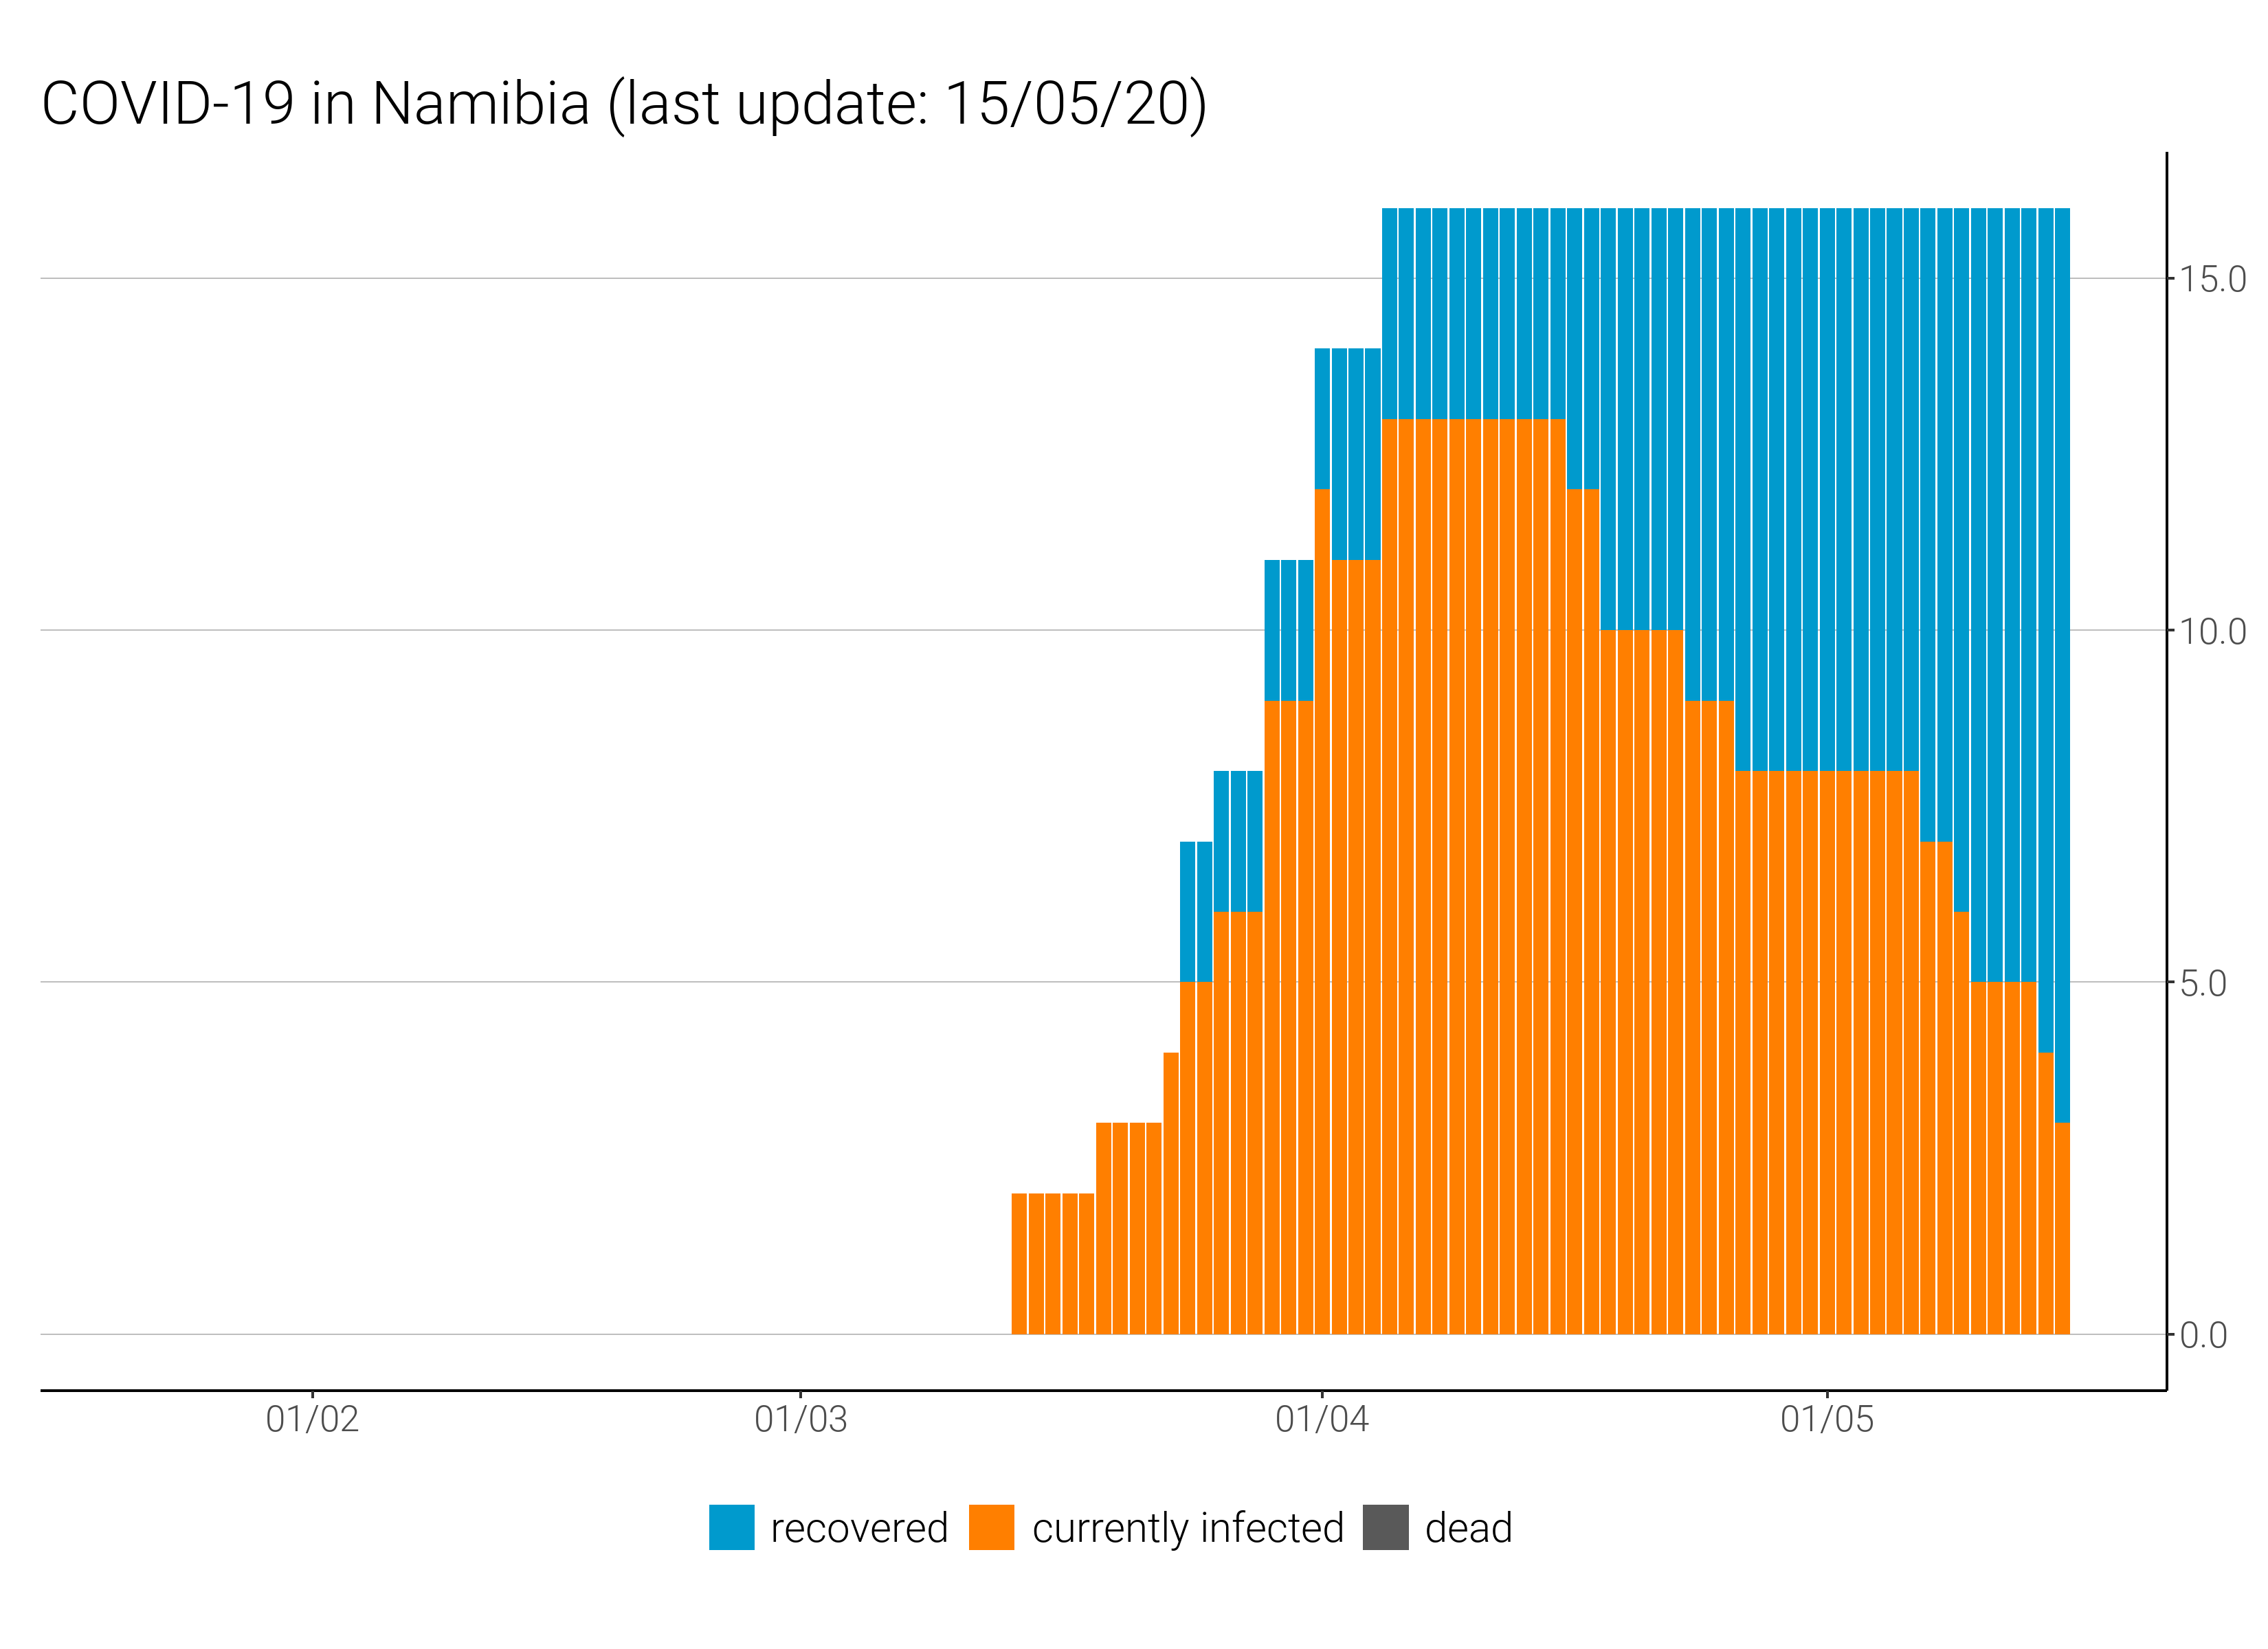 COVID-19 in Namibia (last update: 15/05/20)
15.0
10.0
5.0
0.0
01/02 01/03 01/04 01/05
recovered currently infected dead